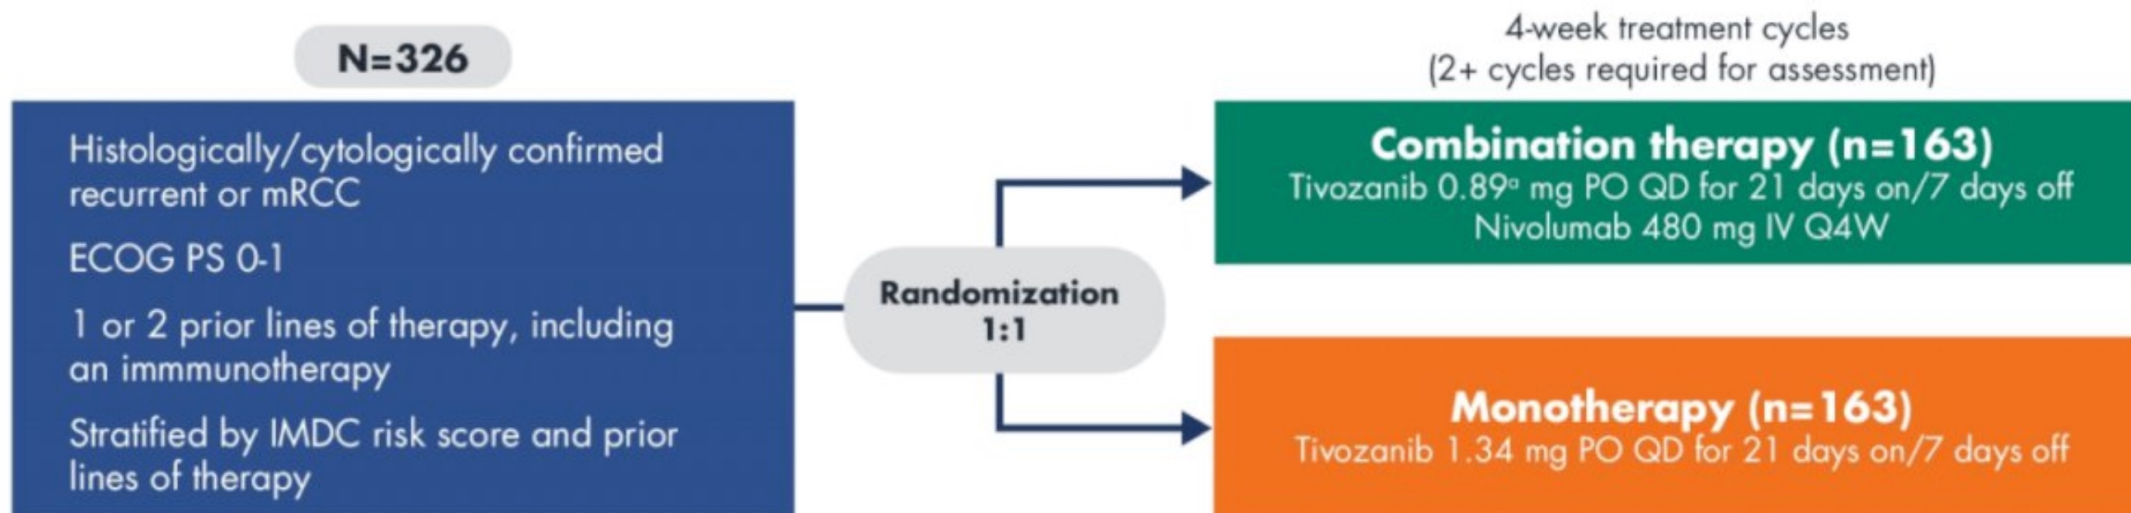 N=326
Histologically/cytologically confirmed
recurrent or mRCC
ECOG PS 0-1
1 or 2 prior lines of therapy, including
an immmunotherapy
Stratified by IMDC risk score and prior
lines of therapy
Randomization
1:1
4-week treatment cycles
(2+ cycles required for assessment)
Combination therapy (n=163)
Tivozanib 0.89ᵃ mg PO QD for 21 days on/7 days off
Nivolumab 480 mg IV Q4W
Monotherapy (n=163)
Tivozanib 1.34 mg PO QD for 21 days on/7 days off